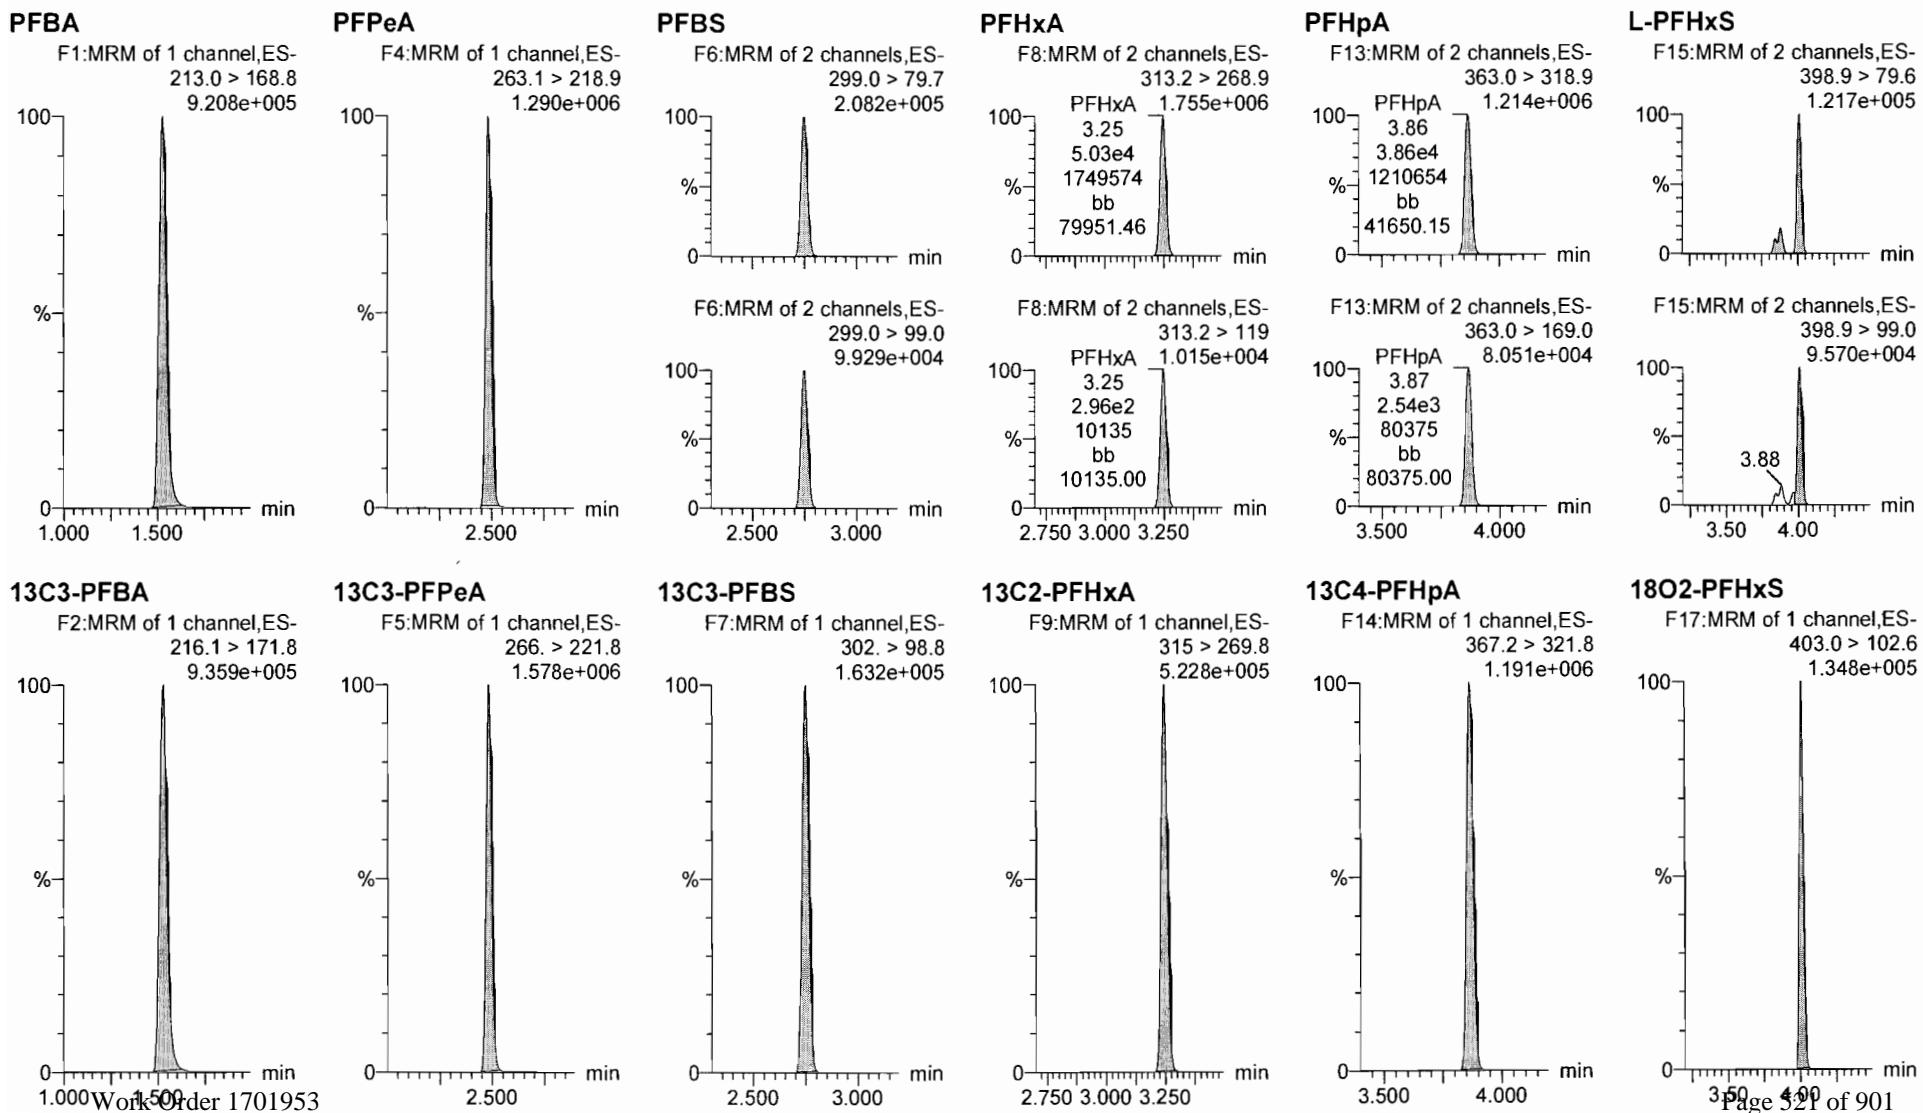 PFBA
F1:MRM of 1 channel,ES-
213.0 > 168.8
9.208e+005
100
%
0
min
1.000 1.500
PFPeA
F4:MRM of 1 channel,ES-
263.1 > 218.9
1.290e+006
100
%
0
min
2.500
PFBS
F6:MRM of 2 channels,ES-
299.0 > 79.7
2.082e+005
100
%
0
min
F6:MRM of 2 channels,ES-
299.0 > 99.0
9.929e+004
100
%
0
min
2.500 3.000
PFHxA
F8:MRM of 2 channels,ES-
313.2 > 268.9
1.755e+006
100
PFHxA
3.25
5.03e4
1749574
bb
79951.46
%
0
min
F8:MRM of 2 channels,ES-
313.2 > 119
1.015e+004
100
PFHxA
3.25
2.96e2
10135
bb
10135.00
%
0
min
2.750 3.000 3.250
PFHpA
F13:MRM of 2 channels,ES-
363.0 > 318.9
1.214e+006
100
PFHpA
3.86
3.86e4
1210654
bb
41650.15
%
0
min
F13:MRM of 2 channels,ES-
363.0 > 169.0
8.051e+004
100
PFHpA
3.87
2.54e3
80375
bb
80375.00
%
0
min
3.500 4.000
L-PFHxS
F15:MRM of 2 channels,ES-
398.9 > 79.6
1.217e+005
100
%
0
min
F15:MRM of 2 channels,ES-
398.9 > 99.0
9.570e+004
100
%
3.88
0
min
3.50 4.00
13C3-PFBA
F2:MRM of 1 channel,ES-
216.1 > 171.8
9.359e+005
100
%
0
min
1.000 1.500
13C3-PFPeA
F5:MRM of 1 channel,ES-
266. > 221.8
1.578e+006
100
%
0
min
2.500
13C3-PFBS
F7:MRM of 1 channel,ES-
302. > 98.8
1.632e+005
100
%
0
min
2.500 3.000
13C2-PFHxA
F9:MRM of 1 channel,ES-
315 > 269.8
5.228e+005
100
%
0
min
2.750 3.000 3.250
13C4-PFHpA
F14:MRM of 1 channel,ES-
367.2 > 321.8
1.191e+006
100
%
0
min
3.500 4.000
18O2-PFHxS
F17:MRM of 1 channel,ES-
403.0 > 102.6
1.348e+005
100
%
0
min
3.50 4.00
Work Order 1701953
Page 521 of 901